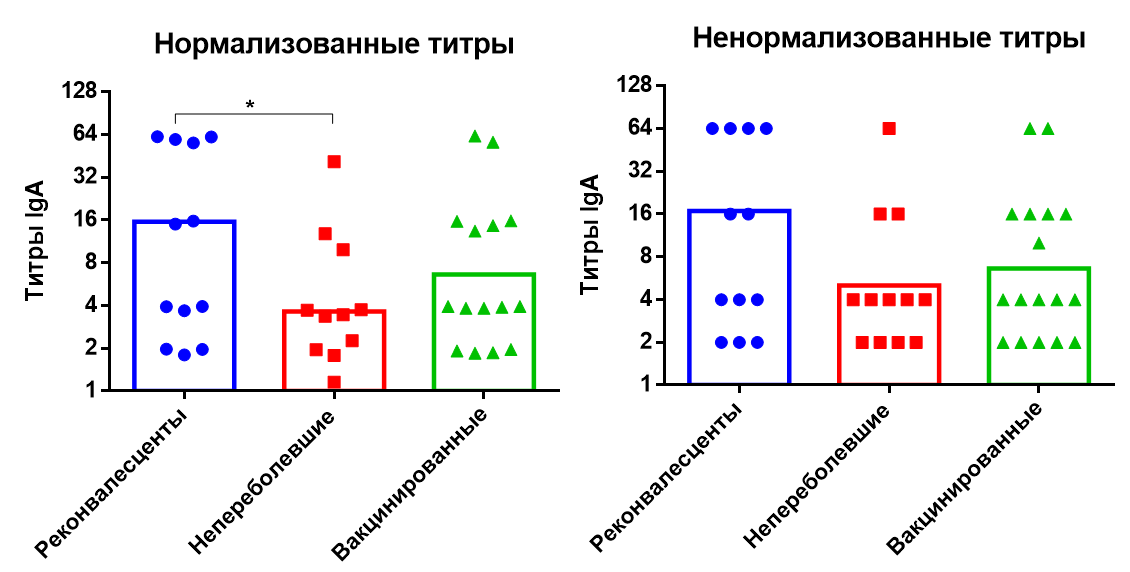 Нормализованные титры
128
64
32
16
8
4
2
1
Титры IgA
*
Реконвалесценты
Непереболевшие
Вакцинированные
Ненормализованные титры
128
64
32
16
8
4
2
1
Титры IgA
Реконвалесценты
Непереболевшие
Вакцинированные